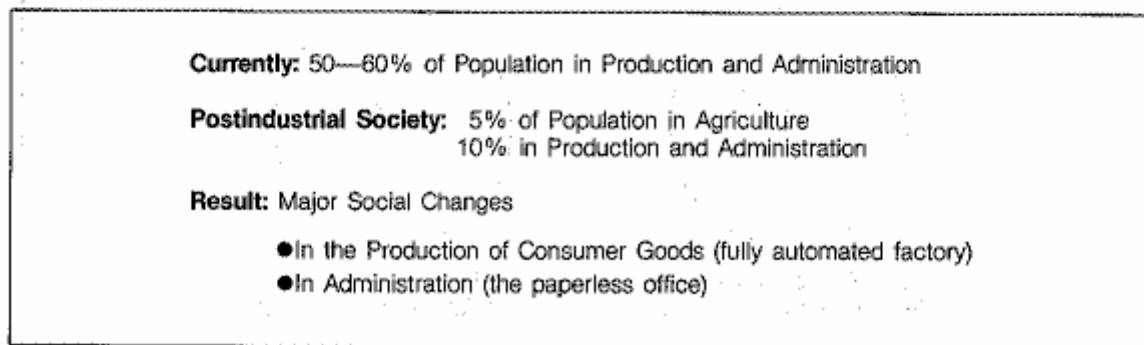 Currently: 50—60% of Population in Production and Administration
Postindustrial Society: 5% of Population in Agriculture
10% in Production and Administration
Result: Major Social Changes
●In the Production of Consumer Goods (fully automated factory)
●In Administration (the paperless office)